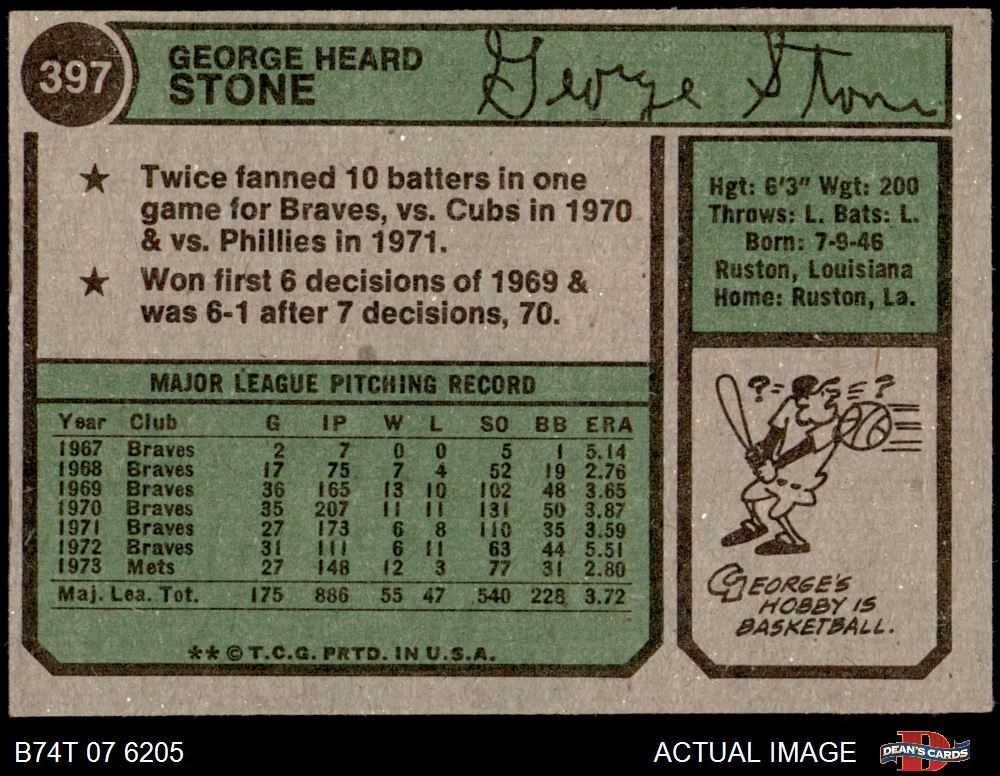 397
GEORGE HEARD
STONE
George Stone
★ Twice fanned 10 batters in one
game for Braves, vs. Cubs in 1970
& vs. Phillies in 1971.
★ Won first 6 decisions of 1969 &
was 6-1 after 7 decisions, 70.
Hgt: 6'3" Wgt: 200
Throws: L. Bats: L.
Born: 7-9-46
Ruston, Louisiana
Home: Ruston, La.
MAJOR LEAGUE PITCHING RECORD
Year Club G IP W L SO BB ERA
1967 Braves 2 7 0 0 5 1 5.14
1968 Braves 17 75 7 4 52 19 2.76
1969 Braves 36 165 13 10 102 48 3.65
1970 Braves 35 207 11 11 131 50 3.87
1971 Braves 27 173 6 8 110 35 3.59
1972 Braves 31 111 6 11 63 44 5.51
1973 Mets 27 148 12 3 77 31 2.80
Maj. Lea. Tot. 175 886 55 47 540 228 3.72
** © T.C.G. PRTD. IN U.S.A.
? ?
GEORGE'S
HOBBY IS
BASKETBALL.
B74T 07 6205
ACTUAL IMAGE
DEAN'S CARDS